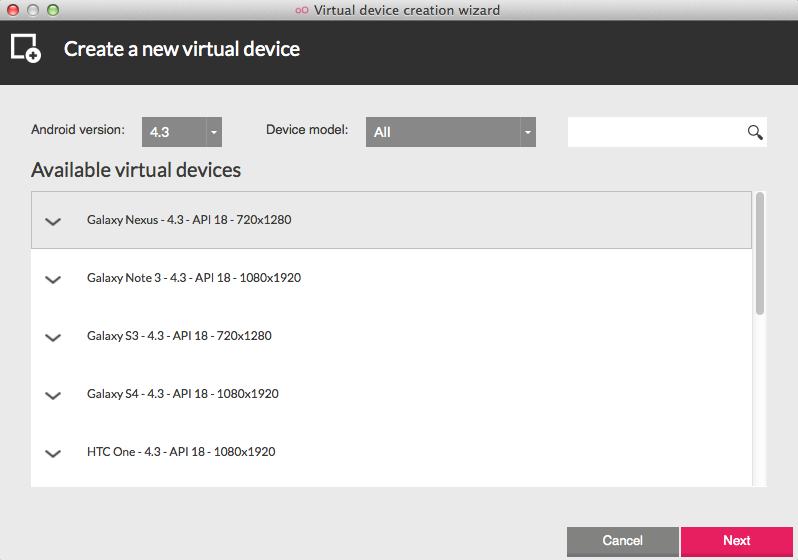 Virtual device creation wizard
Create a new virtual device
Android version: 4.3 Device model: All
Available virtual devices
Galaxy Nexus - 4.3 - API 18 - 720x1280
Galaxy Note 3 - 4.3 - API 18 - 1080x1920
Galaxy S3 - 4.3 - API 18 - 720x1280
Galaxy S4 - 4.3 - API 18 - 1080x1920
HTC One - 4.3 - API 18 - 1080x1920
Cancel Next